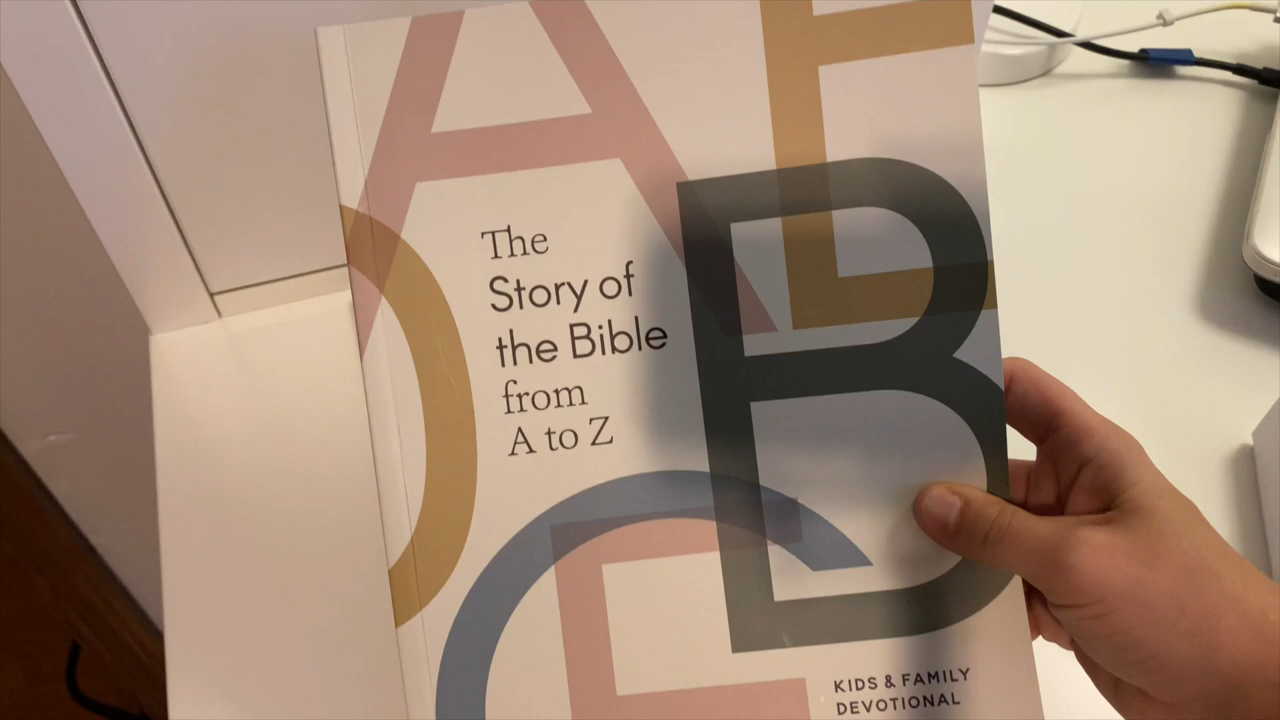 The
Story of
the Bible
from
A to Z
A
E
B
D
C
F
KIDS & FAMILY
DEVOTIONAL